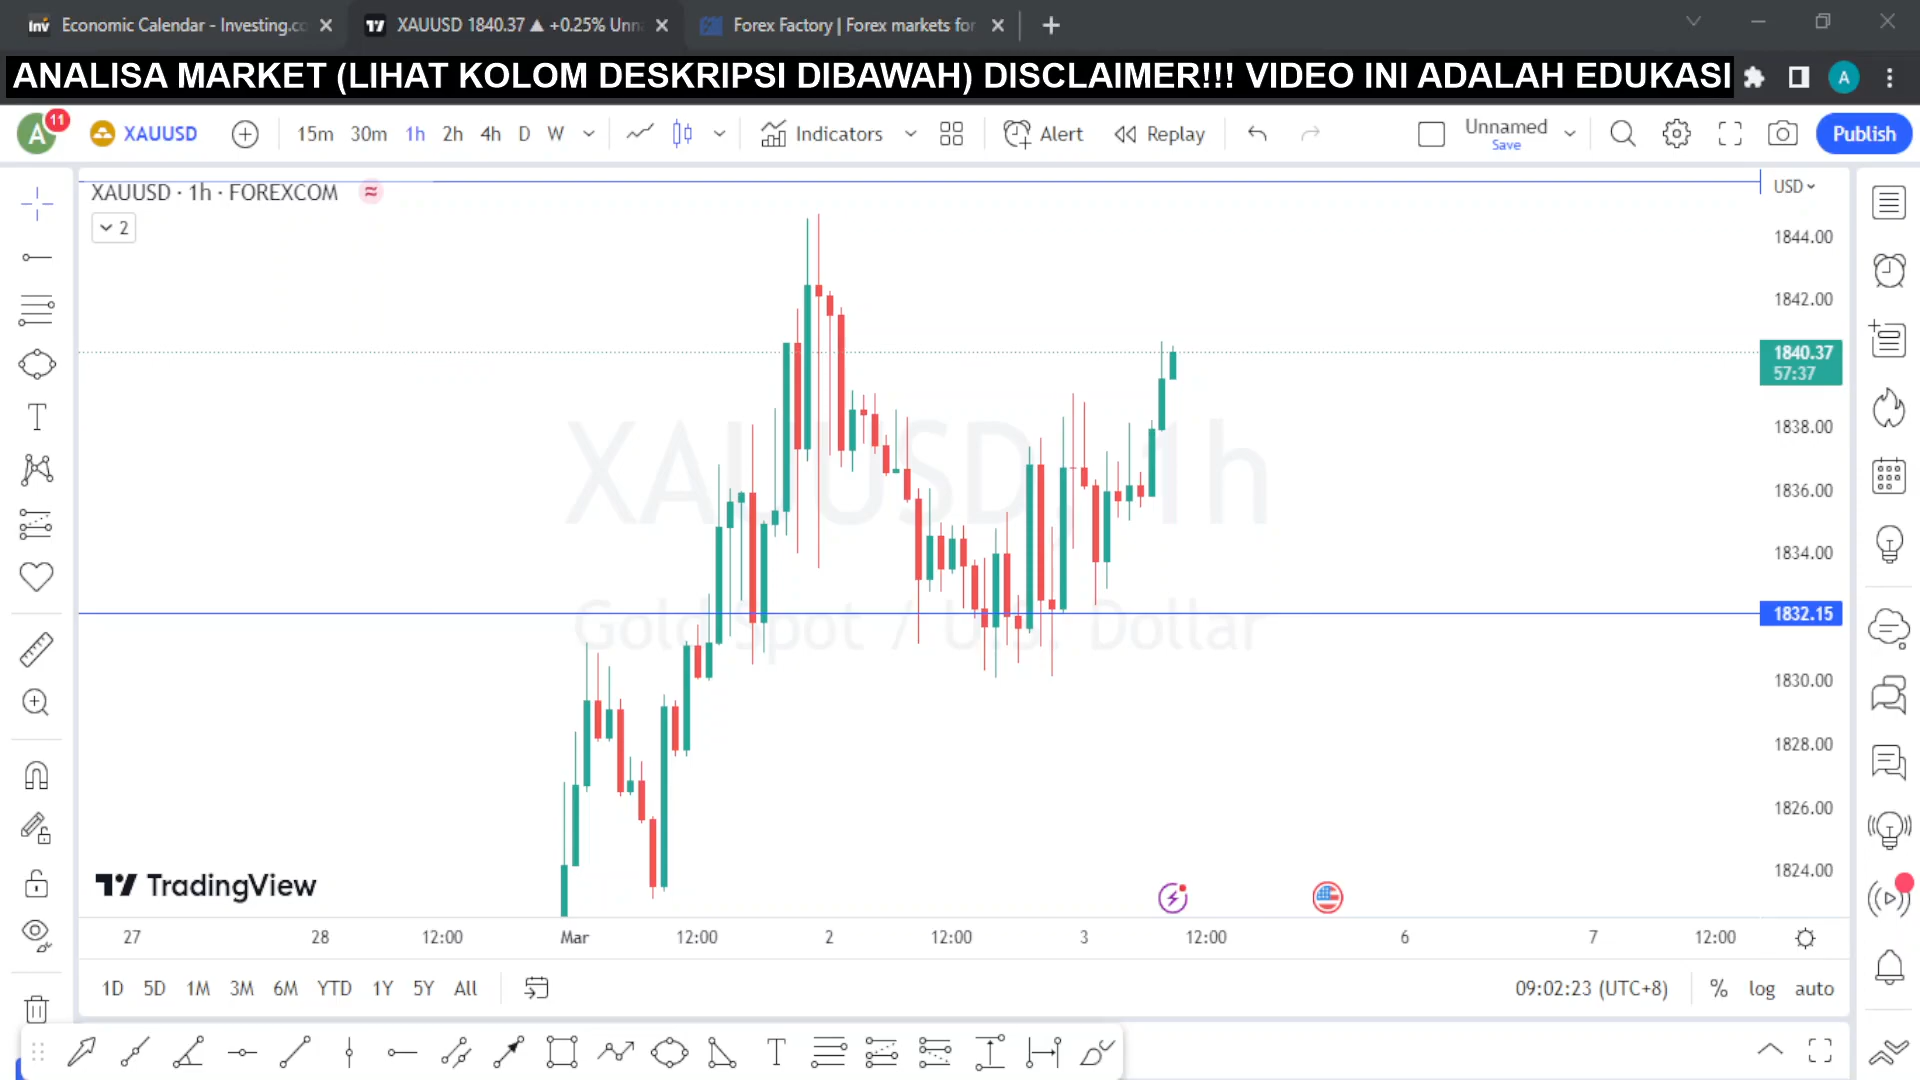 Economic Calendar - Investing.co
XAUUSD 1840.37 ▲ +0.25% Unn
Forex Factory | Forex markets for
ANALISA MARKET (LIHAT KOLOM DESKRIPSI DIBAWAH) DISCLAIMER!!! VIDEO INI ADALAH EDUKASI
A
A
11
XAUUSD
15m 30m 1h 2h 4h D W
Indicators
Alert
Replay
Unnamed
Save
Publish
XAUUSD · 1h · FOREXCOM
2
USD
1844.00
1842.00
1840.37
57:37
1838.00
1836.00
1834.00
1832.15
1830.00
1828.00
1826.00
1824.00
XAUUSD, 1h
Gold Spot / U.S. Dollar
TradingView
27 28 12:00 Mar 12:00 2 12:00 3 12:00 6 7 12:00
1D 5D 1M 3M 6M YTD 1Y 5Y All
09:02:23 (UTC+8) % log auto